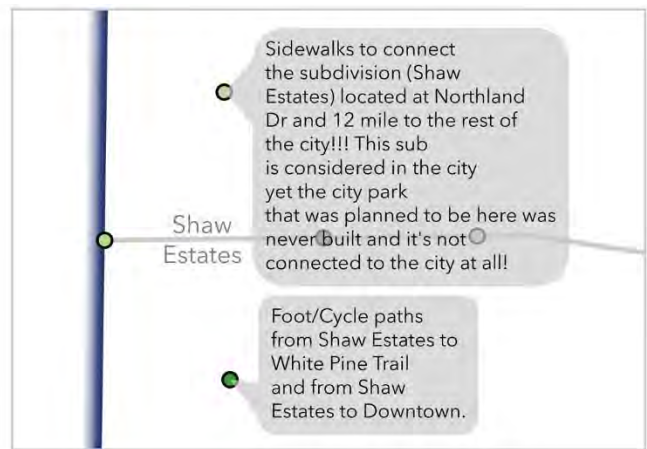 Sidewalks to connect
the subdivision (Shaw
Estates) located at Northland
Dr and 12 mile to the rest of
the city!!! This sub
is considered in the city
yet the city park
that was planned to be here was
never built and it's not
connected to the city at all!
Shaw
Estates
Foot/Cycle paths
from Shaw Estates to
White Pine Trail
and from Shaw
Estates to Downtown.